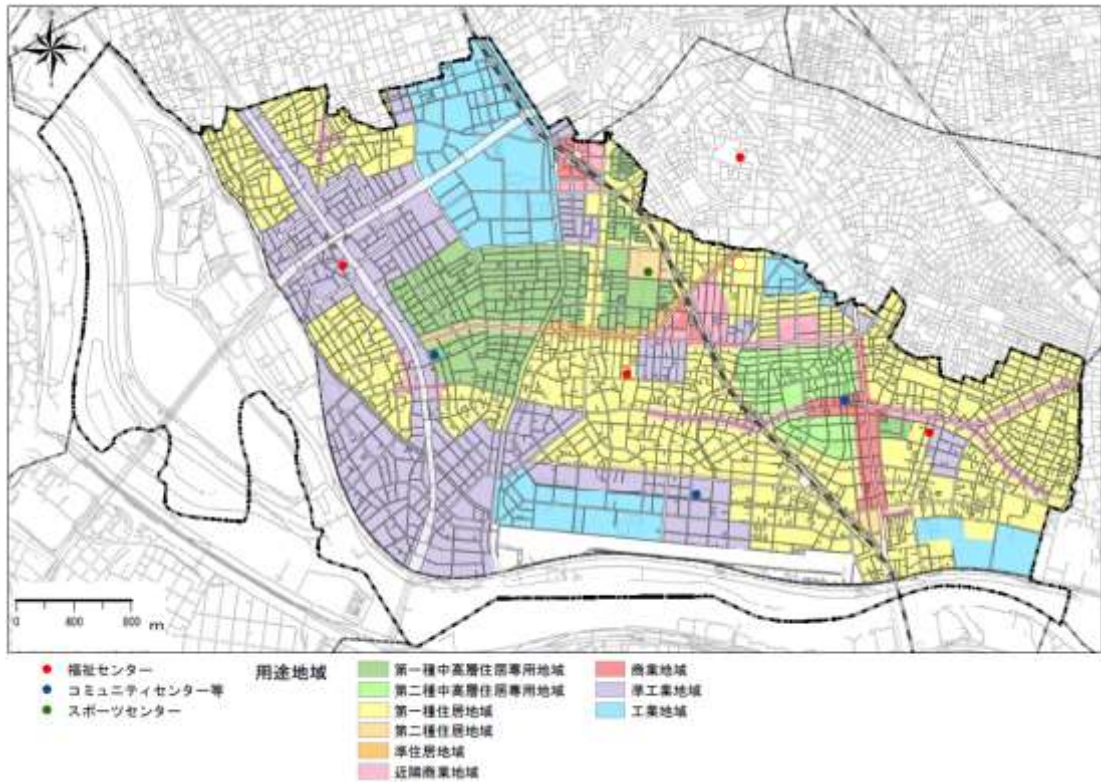 0 400 800 m
福祉センター
コミュニティセンター等
スポーツセンター
用途地域
第一種中高層住居専用地域
第二種中高層住居専用地域
第一種住居地域
第二種住居地域
準住居地域
近隣商業地域
商業地域
準工業地域
工業地域